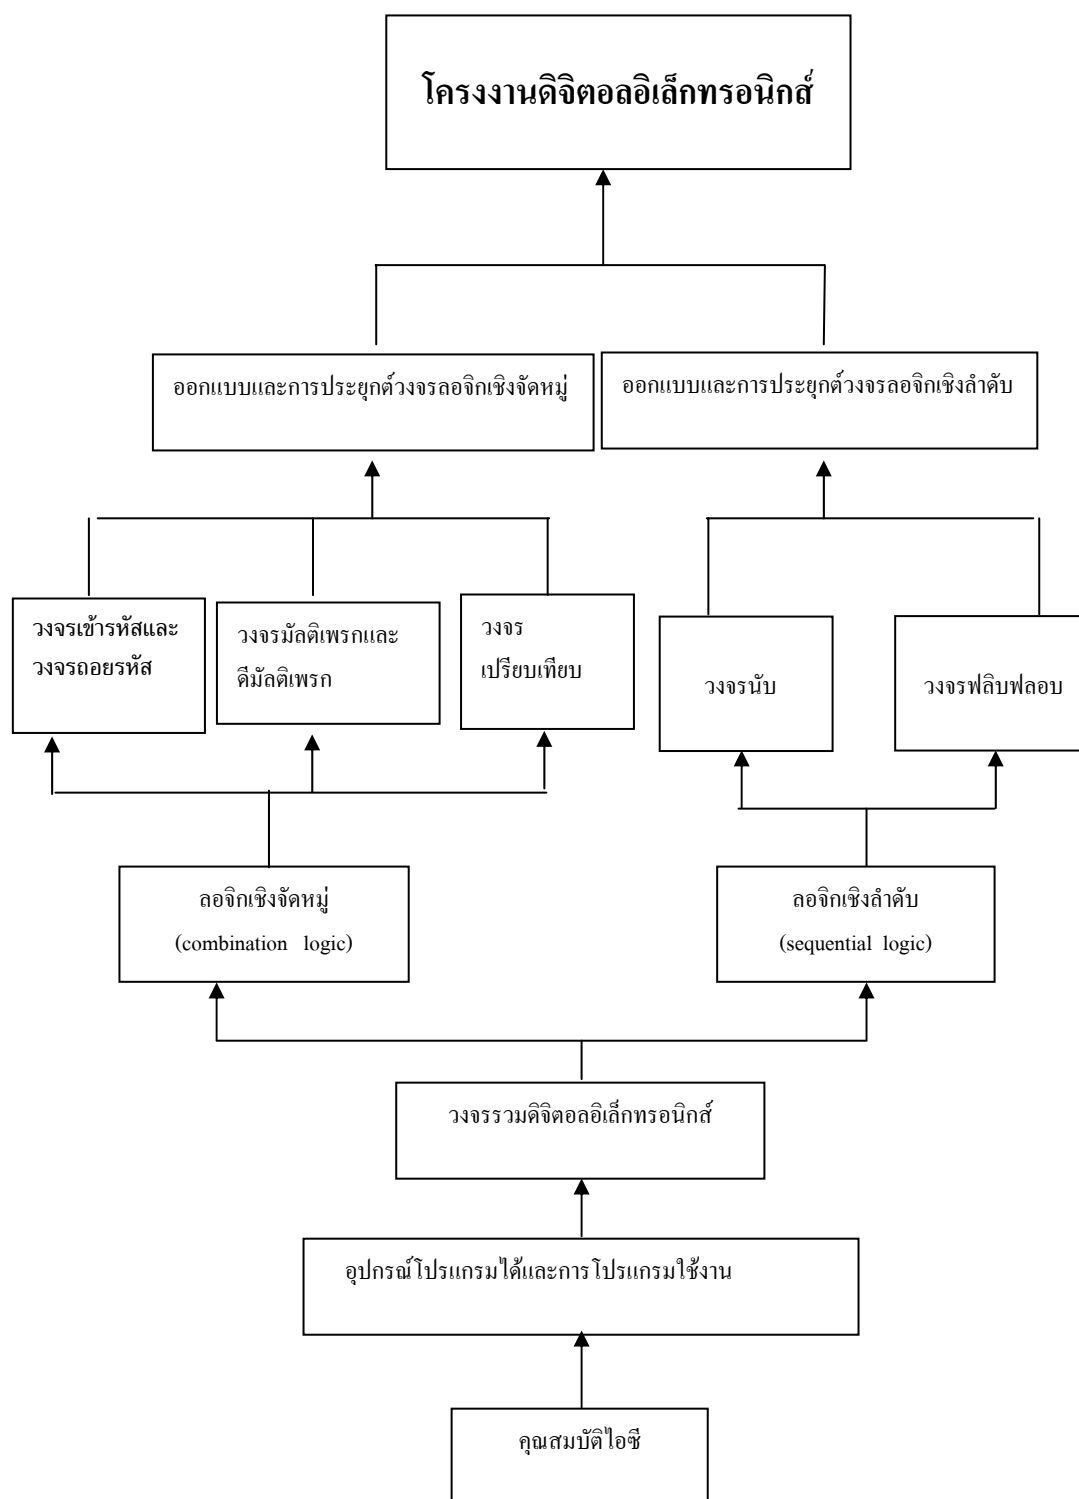 โครงงานดิจิตอลอิเล็กทรอนิกส์
ออกแบบและการประยุกต์วงจรลอจิกเชิงจัดหมู่
ออกแบบและการประยุกต์วงจรลอจิกเชิงลำดับ
วงจรเข้ารหัสและ
วงจรถอยรหัส
วงจรมัลติเพรกและ
ดีมัลติเพรก
วงจร
เปรียบเทียบ
วงจรนับ
วงจรฟลิบฟลอบ
ลอจิกเชิงจัดหมู่
(combination logic)
ลอจิกเชิงลำดับ
(sequential logic)
วงจรรวมดิจิตอลอิเล็กทรอนิกส์
อุปกรณ์โปรแกรมได้และการโปรแกรมใช้งาน
คุณสมบัติไอซี